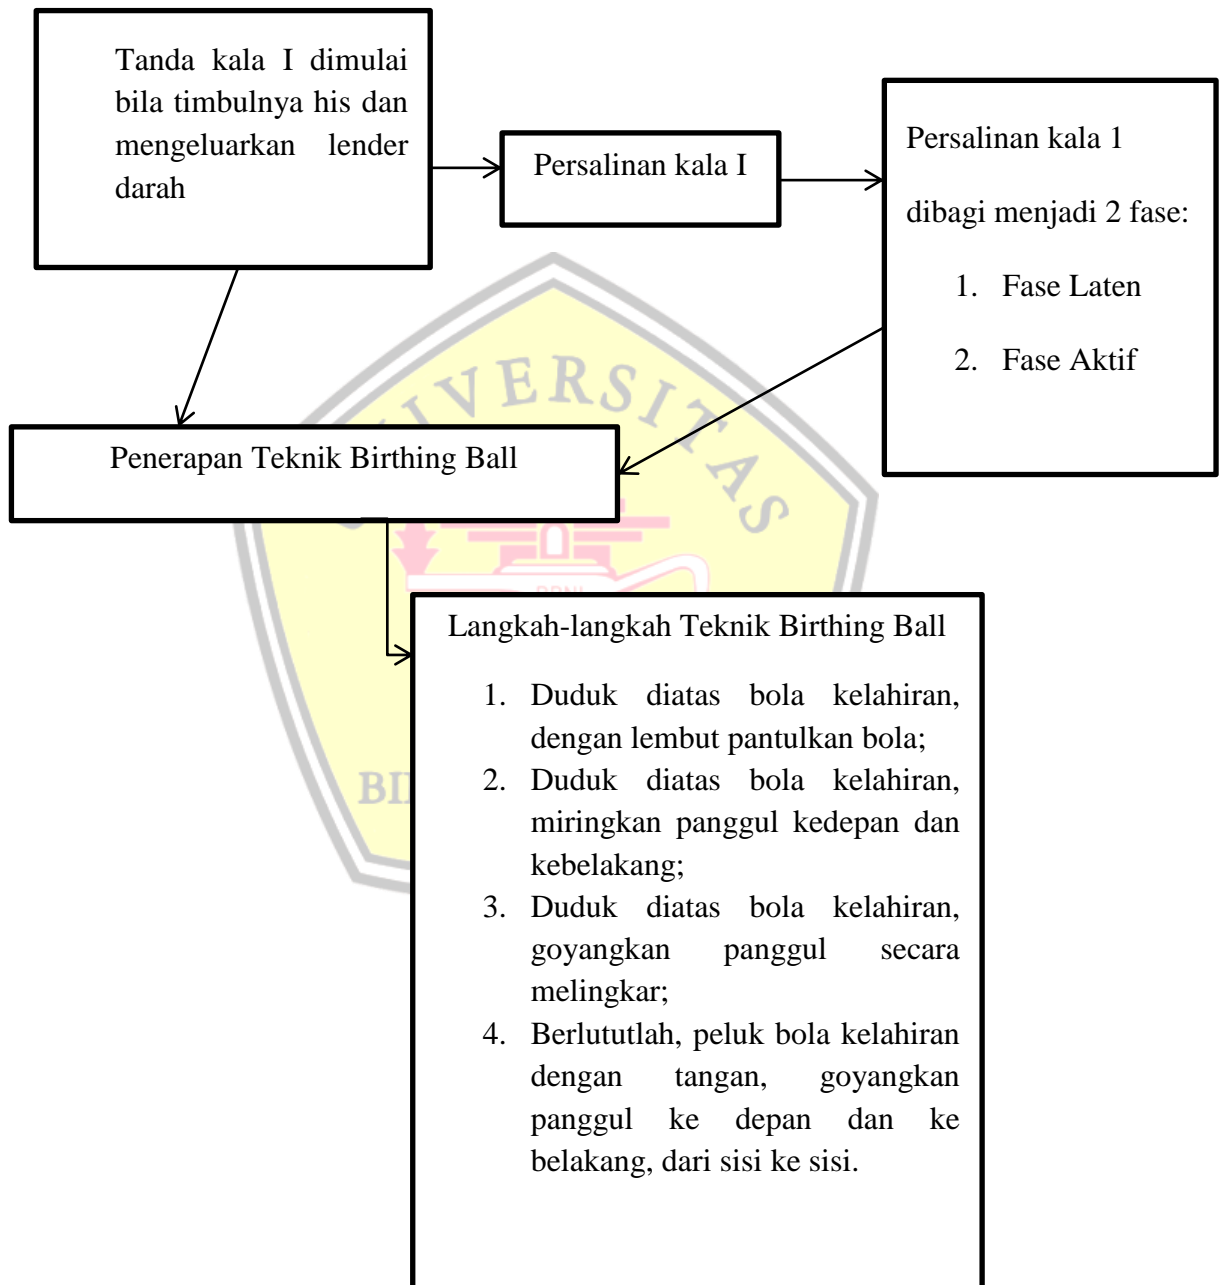 Tanda kala I dimulai
bila timbulnya his dan
mengeluarkan lender
darah
Persalinan kala I
Persalinan kala 1
dibagi menjadi 2 fase:
1. Fase Laten
2. Fase Aktif
Penerapan Teknik Birthing Ball
Langkah-langkah Teknik Birthing Ball
1. Duduk diatas bola kelahiran,
dengan lembut pantulkan bola;
2. Duduk diatas bola kelahiran,
miringkan panggul kedepan dan
kebelakang;
3. Duduk diatas bola kelahiran,
goyangkan panggul secara
melingkar;
4. Berlututlah, peluk bola kelahiran
dengan tangan, goyangkan
panggul ke depan dan ke
belakang, dari sisi ke sisi.